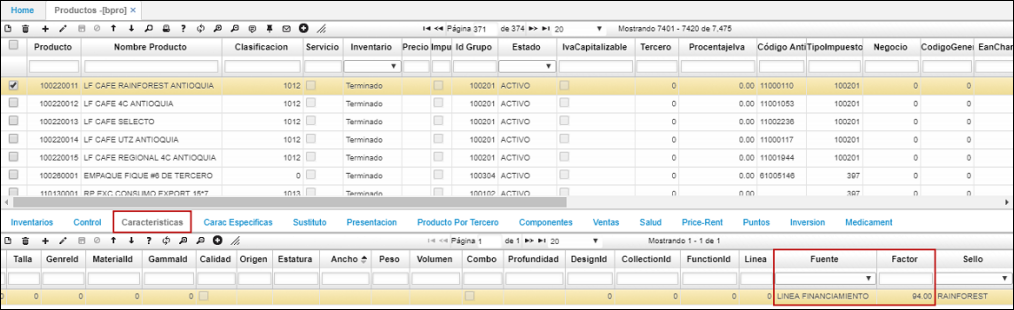 Home Productos -[bpro] ×
Página 371 de 374 20 Mostrando 7401 - 7420 de 7.475
Producto Nombre Producto Clasificacion Servicio Inventario Precio Impu Id Grupo Estado IvaCapitalizable Tercero ProcentajeIva Código Anti TipoImpuesto Negocio CodigoGene EanChar
100220011 LF CAFE RAINFOREST ANTIOQUIA 1012 Terminado 100201 ACTIVO 0 0.00 11000110 100201 0 0
100220012 LF CAFE 4C ANTIOQUIA 1012 Terminado 100201 ACTIVO 0 0.00 11001053 100201 0 0
100220013 LF CAFE SELECTO 1012 Terminado 100201 ACTIVO 0 0.00 11002236 100201 0 0
100220014 LF CAFE UTZ ANTIOQUIA 1012 Terminado 100201 ACTIVO 0 0.00 11000117 100201 0 0
100220015 LF CAFE REGIONAL 4C ANTIOQUIA 1012 Terminado 100201 ACTIVO 0 0.00 11001944 100201 0 0
100260001 EMPAQUE FIQUE #6 DE TERCERO 0 Terminado 100304 ACTIVO 0 0.00 61005146 397 0 0
110130001 RP EXC CONSUMO EXPORT 15*7 1013 Terminado 100102 ACTIVO 0 0.00 397 0 0
Inventarios Control Caracteristicas Carac Especificas Sustituto Presentacion Producto Por Tercero Componentes Ventas Salud Price-Rent Puntos Inversion Medicament
Página 1 de 1 20 Mostrando 1 - 1 de 1
Talla GenreId MaterialId GammaId Calidad Origen Estatura Ancho Peso Volumen Combo Profundidad DesignId CollectionId FunctionId Linea Fuente Factor Sello
0 0 0 0 0 0 0 0 LINEA FINANCIAMIENTO 94.00 RAINFOREST